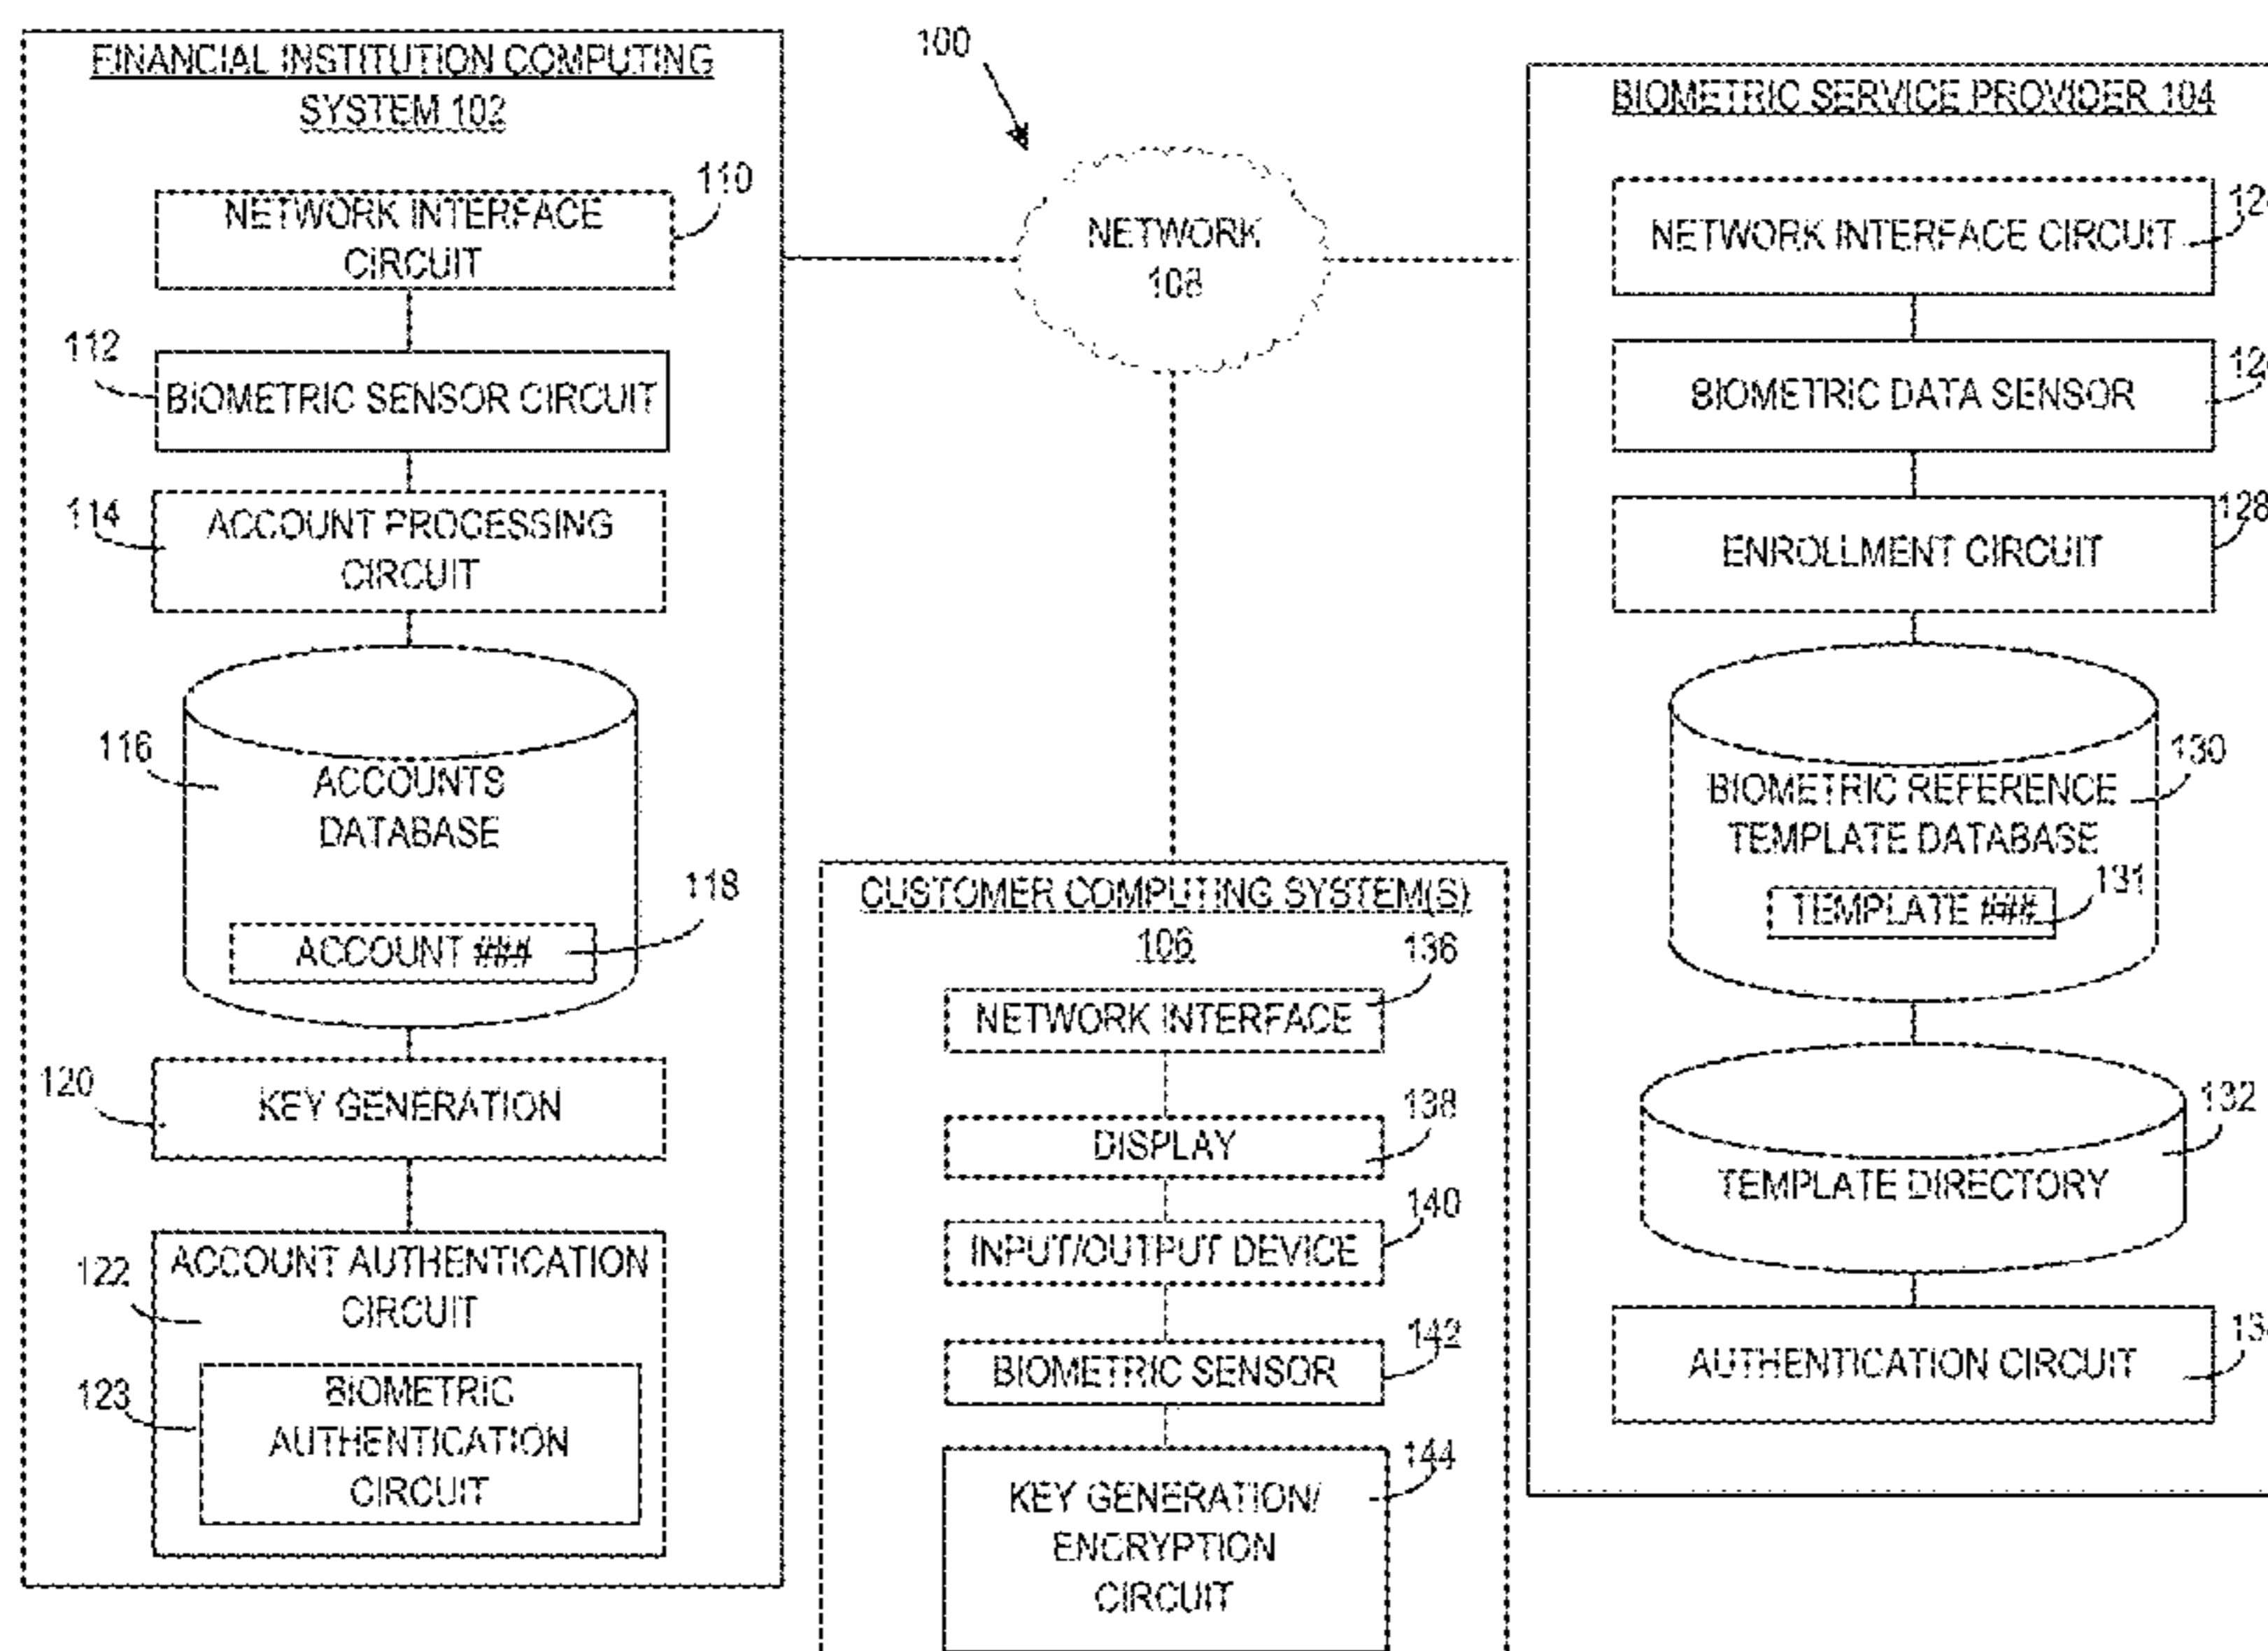 100
FINANCIAL INSTITUTION COMPUTING
SYSTEM 102
110
NETWORK INTERFACE
CIRCUIT
112
BIOMETRIC SENSOR CIRCUIT
114
ACCOUNT PROCESSING
CIRCUIT
116
ACCOUNTS
DATABASE
118
ACCOUNT ###
120
KEY GENERATION
122
ACCOUNT AUTHENTICATION
CIRCUIT
123
BIOMETRIC
AUTHENTICATION
CIRCUIT
NETWORK
108
CUSTOMER COMPUTING SYSTEM(S)
106
136
NETWORK INTERFACE
138
DISPLAY
140
INPUT/OUTPUT DEVICE
142
BIOMETRIC SENSOR
144
KEY GENERATION/
ENCRYPTION
CIRCUIT
BIOMETRIC SERVICE PROVIDER 104
NETWORK INTERFACE CIRCUIT
BIOMETRIC DATA SENSOR
128
ENROLLMENT CIRCUIT
130
BIOMETRIC REFERENCE
TEMPLATE DATABASE
131
TEMPLATE ###
132
TEMPLATE DIRECTORY
AUTHENTICATION CIRCUIT